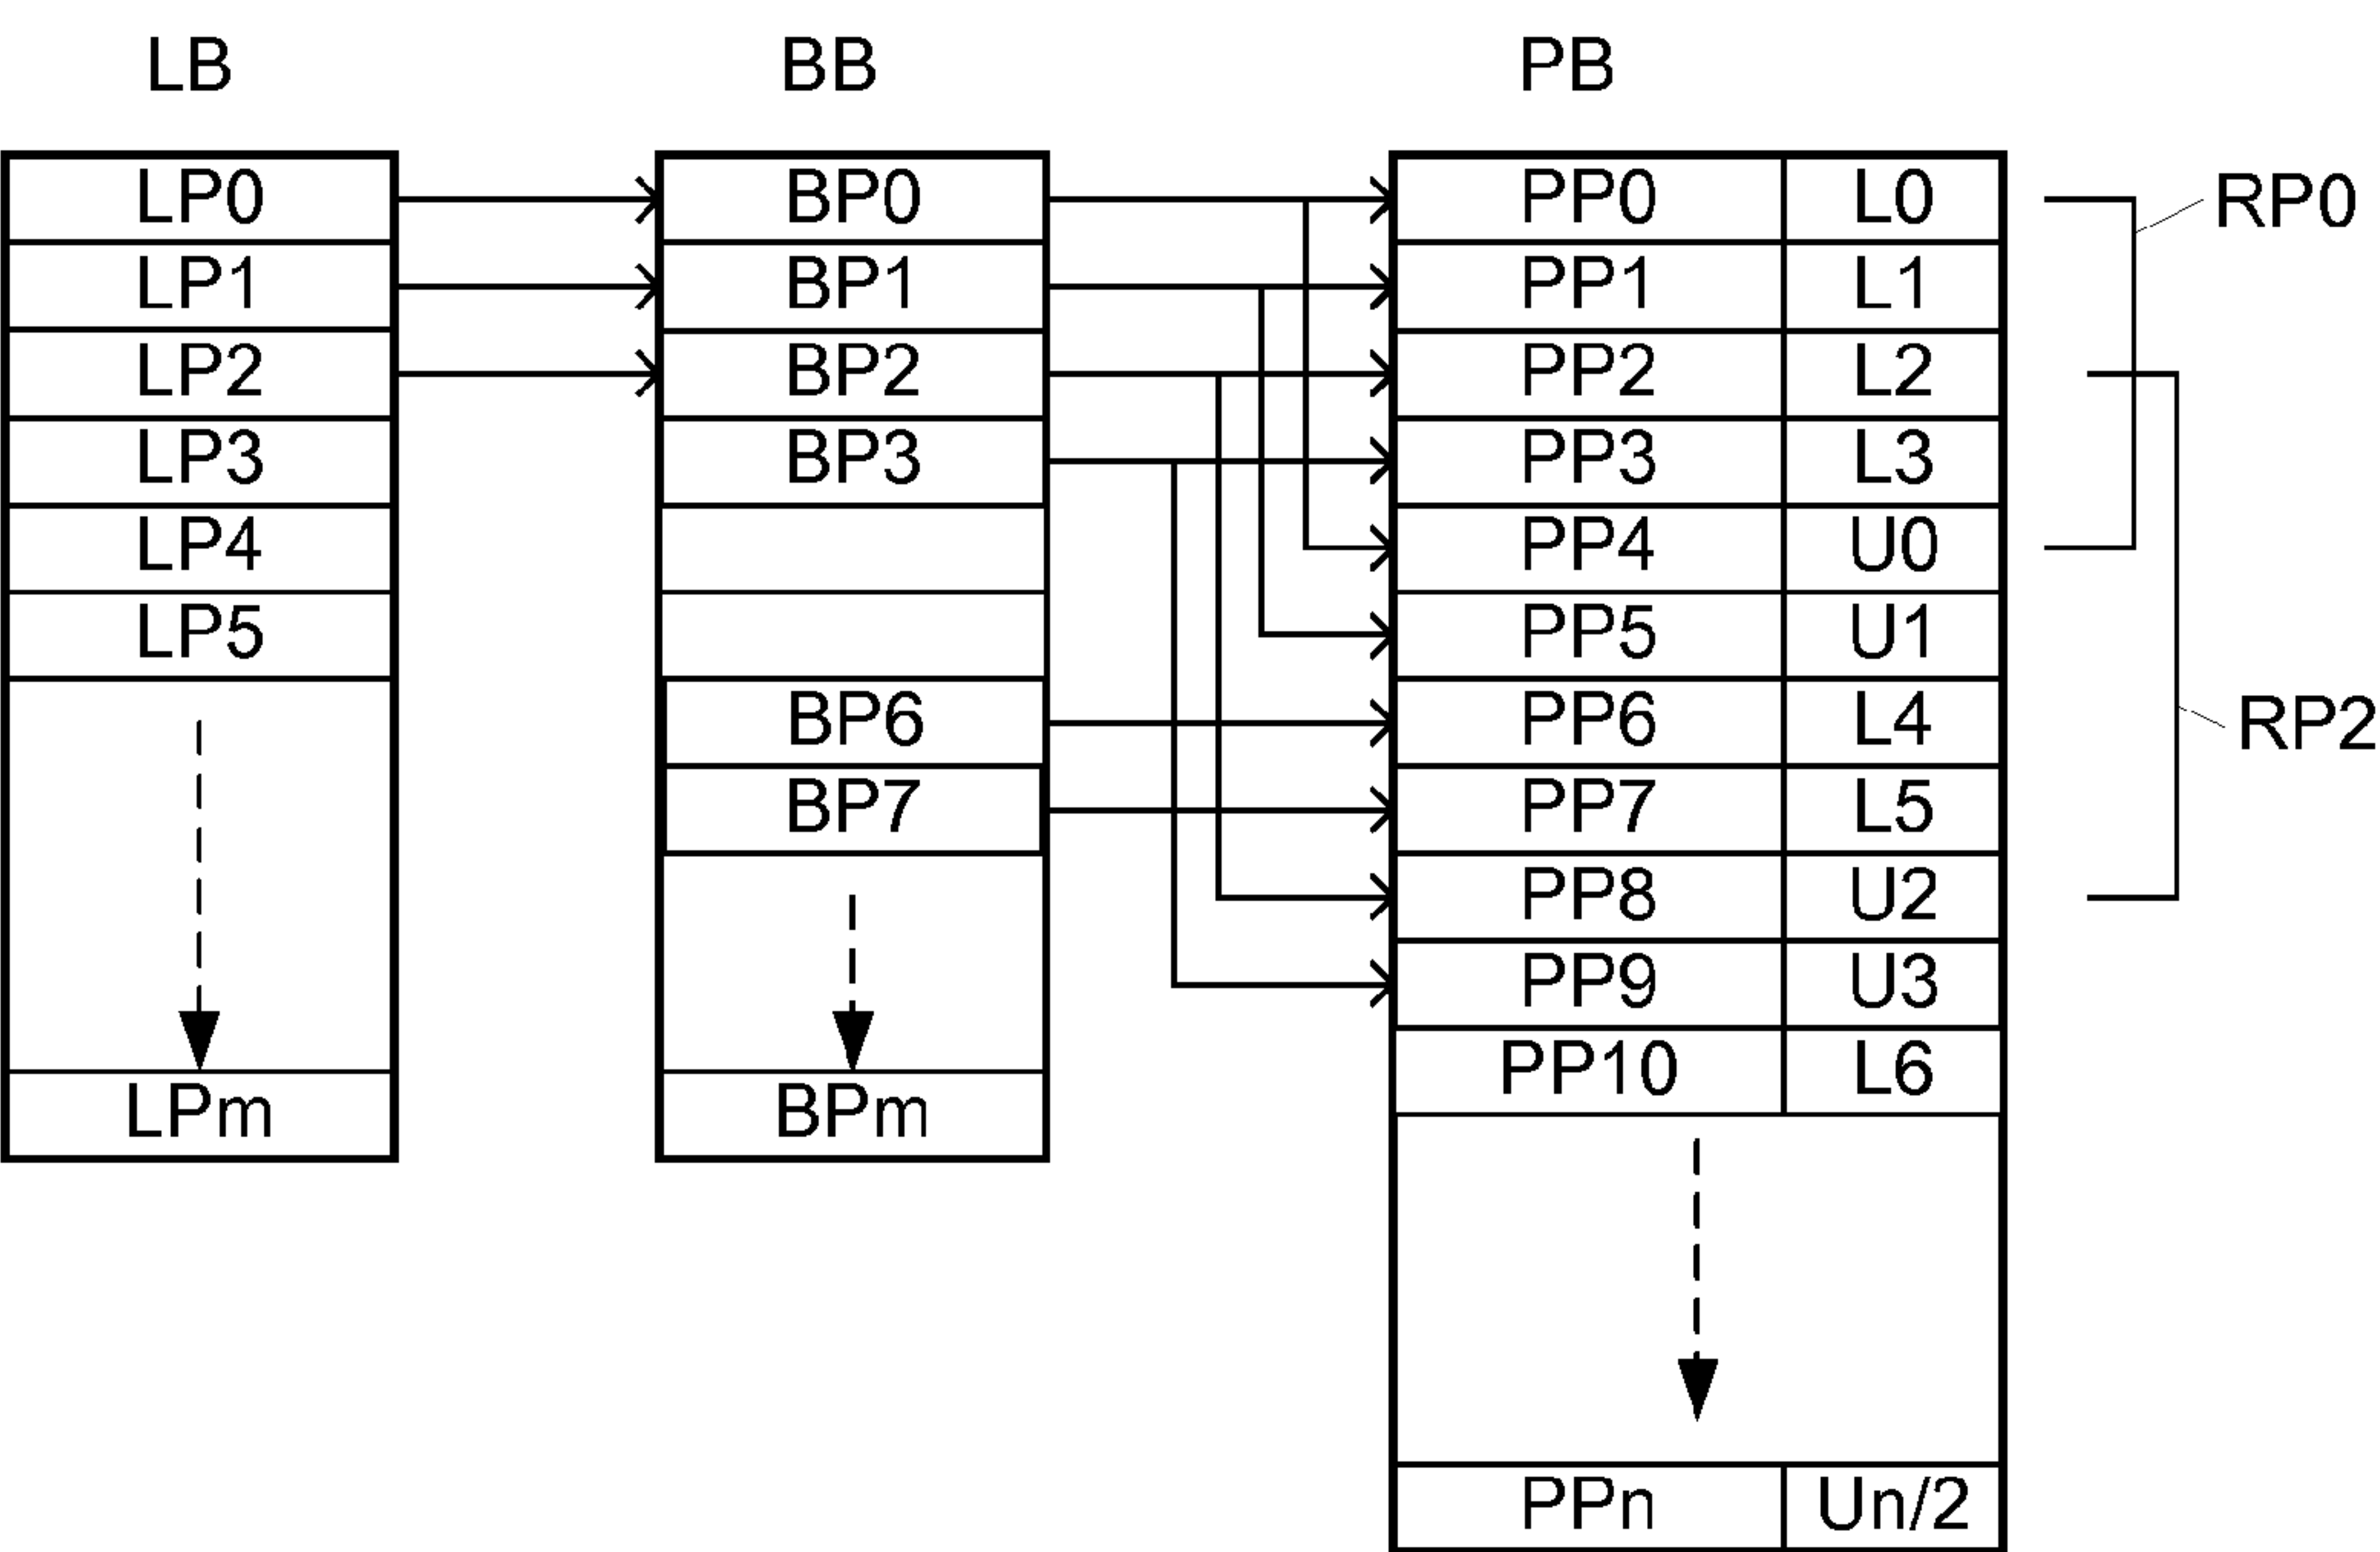 LB BB PB
LP0 BP0 PP0 L0 RP0
LP1 BP1 PP1 L1
LP2 BP2 PP2 L2
LP3 BP3 PP3 L3
LP4 PP4 U0
LP5 PP5 U1
BP6 PP6 L4 RP2
BP7 PP7 L5
PP8 U2
PP9 U3
PP10 L6
LPm BPm
PPn Un/2